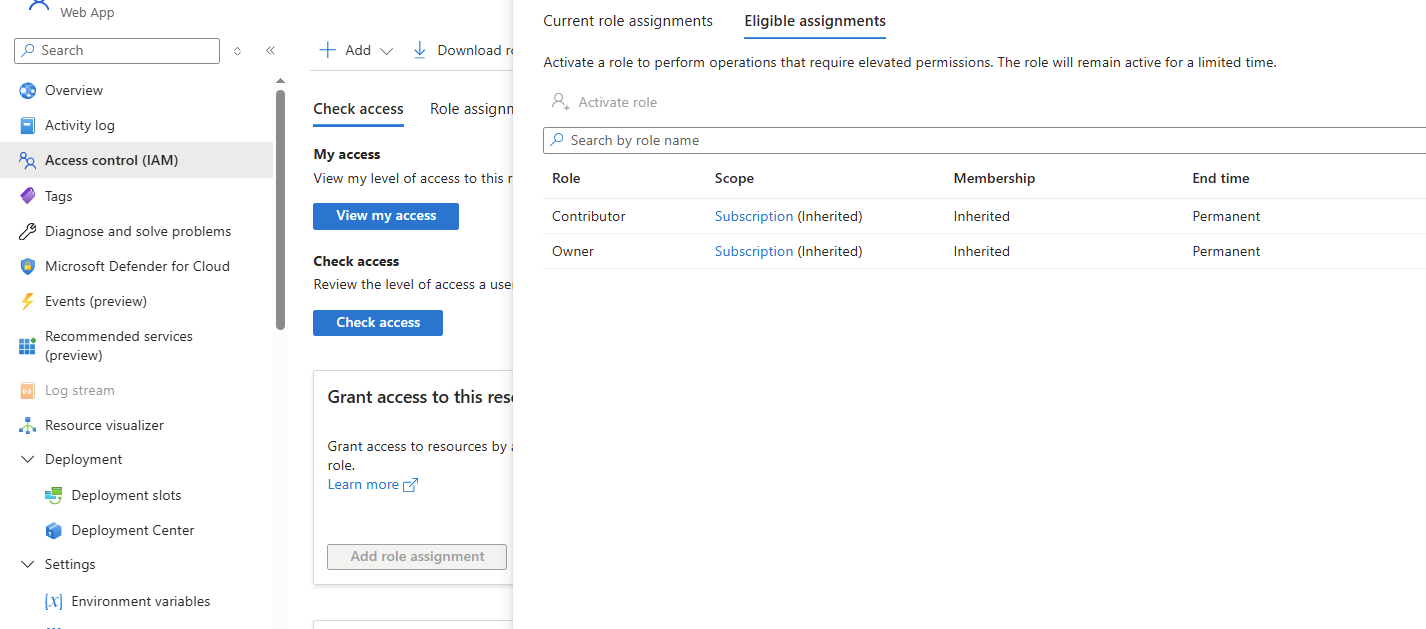 Web App
Search
Overview
Activity log
Access control (IAM)
Tags
Diagnose and solve problems
Microsoft Defender for Cloud
Events (preview)
Recommended services
(preview)
Log stream
Resource visualizer
Deployment
Deployment slots
Deployment Center
Settings
Environment variables
Add
Download
Check access
Role
My access
View my level of access to this
View my access
Check access
Review the level of access a
Check access
Grant access to this
Grant access to resources by
role.
Learn more
Add role assignment
Current role assignments
Eligible assignments
Activate a role to perform operations that require elevated permissions. The role will remain active for a limited time.
Activate role
Search by role name
Role Scope Membership End time
Contributor Subscription (Inherited) Inherited Permanent
Owner Subscription (Inherited) Inherited Permanent